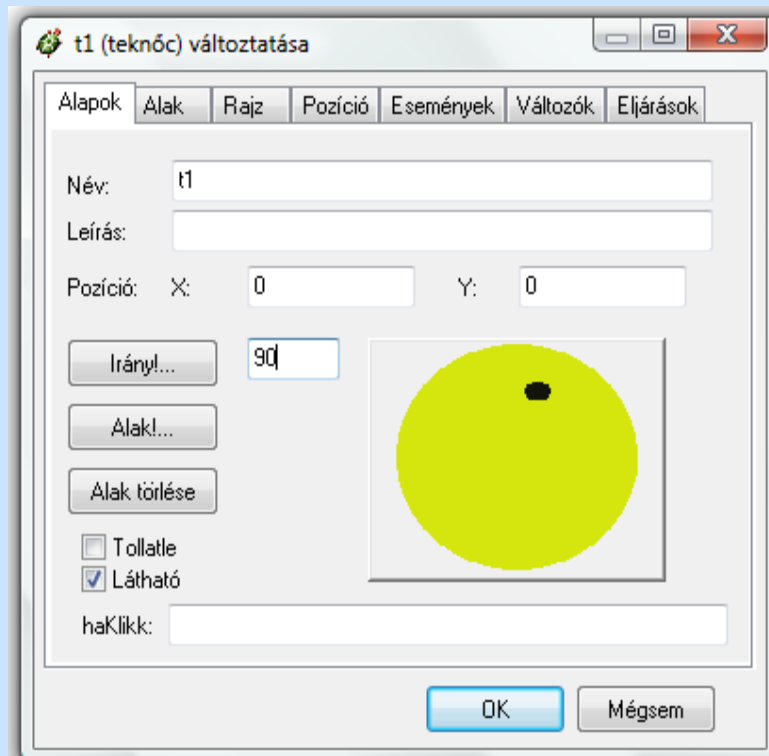 t1 (teknőc) változtatása
Alapok Alak Rajz Pozíció Események Változók Eljárások
Név: t1
Leírás:
Pozíció: X: 0 Y: 0
Irány!... 90
Alak!...
Alak törlése
Tollatle
Látható
haKlikk:
OK Mégsem